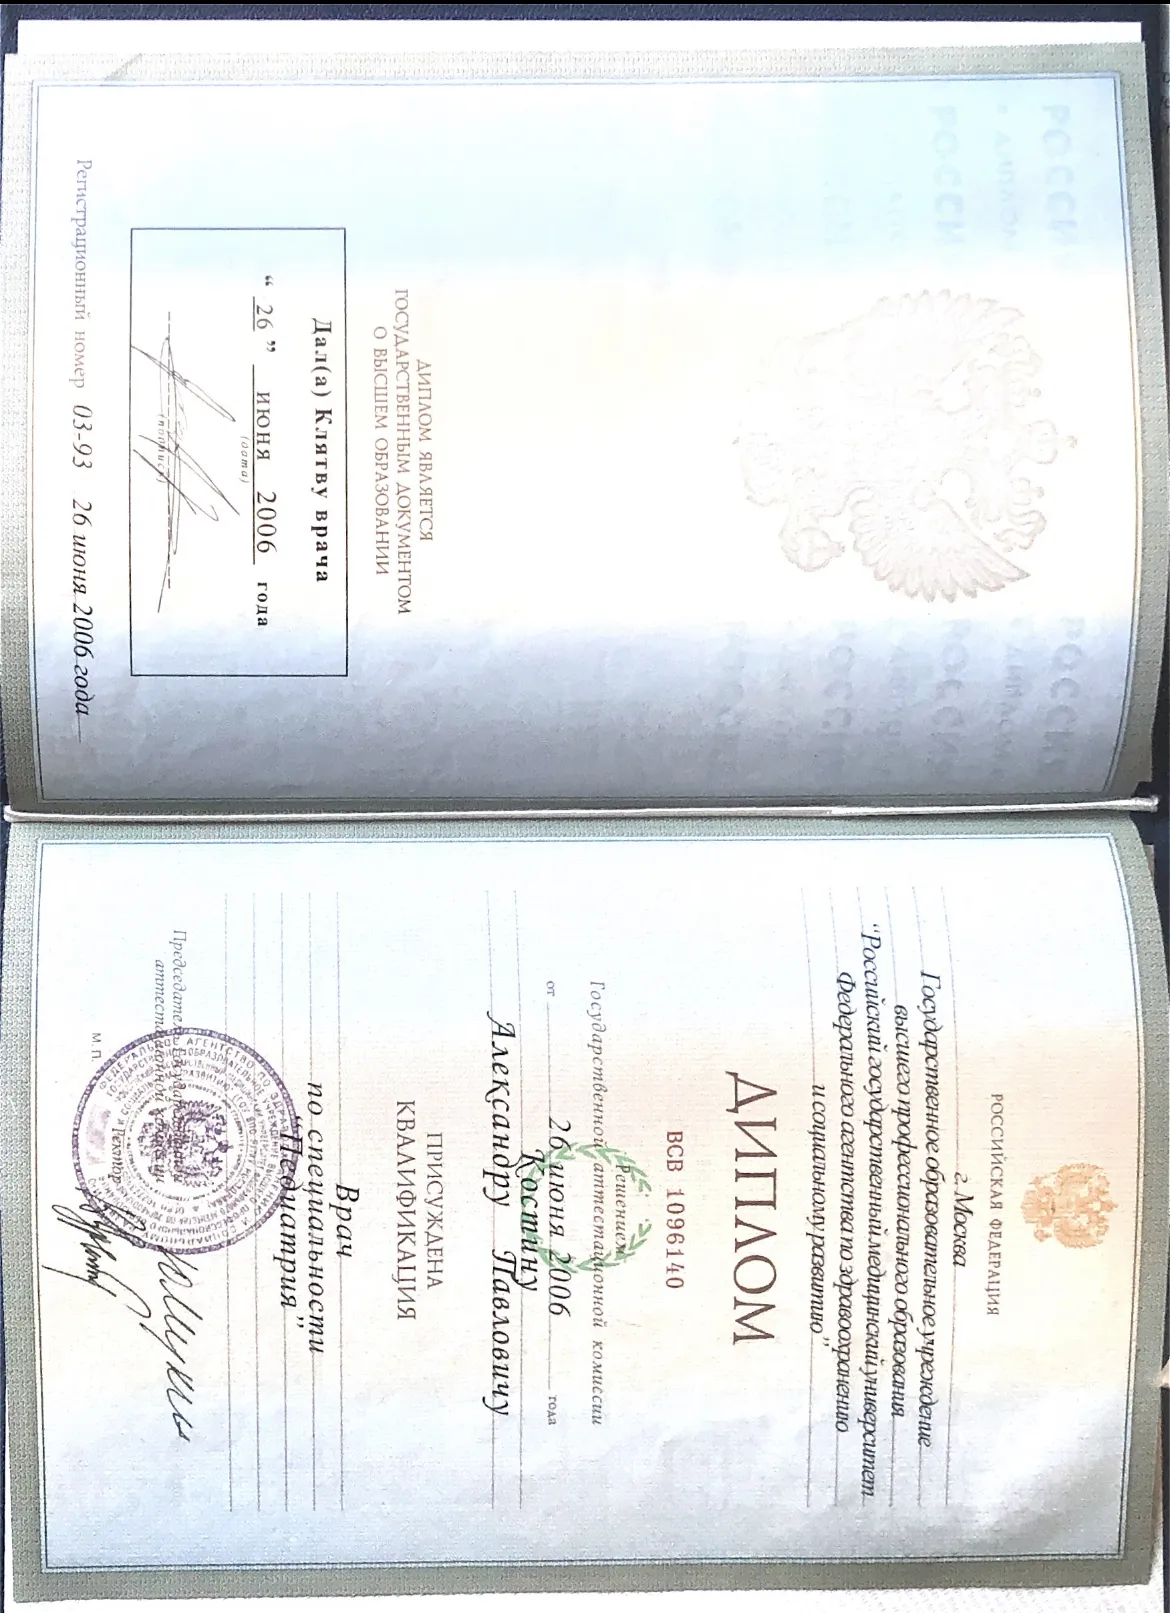 ДИПЛОМ ЯВЛЯЕТСЯ
ГОСУДАРСТВЕННЫМ ДОКУМЕНТОМ
О ВЫСШЕМ ОБРАЗОВАНИИ
Дал(а) Клятву врача
“ 26 ” июня 2006 года
(дата)
(подпись)
Регистрационный номер 03-93 26 июня 2006 года
РОССИЙСКАЯ ФЕДЕРАЦИЯ
г. Москва
Государственное образовательное учреждение
высшего профессионального образования
“Российский государственный медицинский университет
Федерального агентства по здравоохранению
и социальному развитию”
ДИПЛОМ
ВСВ 1096140
Решением
Государственной аттестационной комиссии
от 26 июня 2006 года
Костину
Александру Павловичу
ПРИСУЖДЕНА
КВАЛИФИКАЦИЯ
Врач
по специальности
“Педиатрия”
Председатель Государственной
аттестационной комиссии
Ректор
М.П.